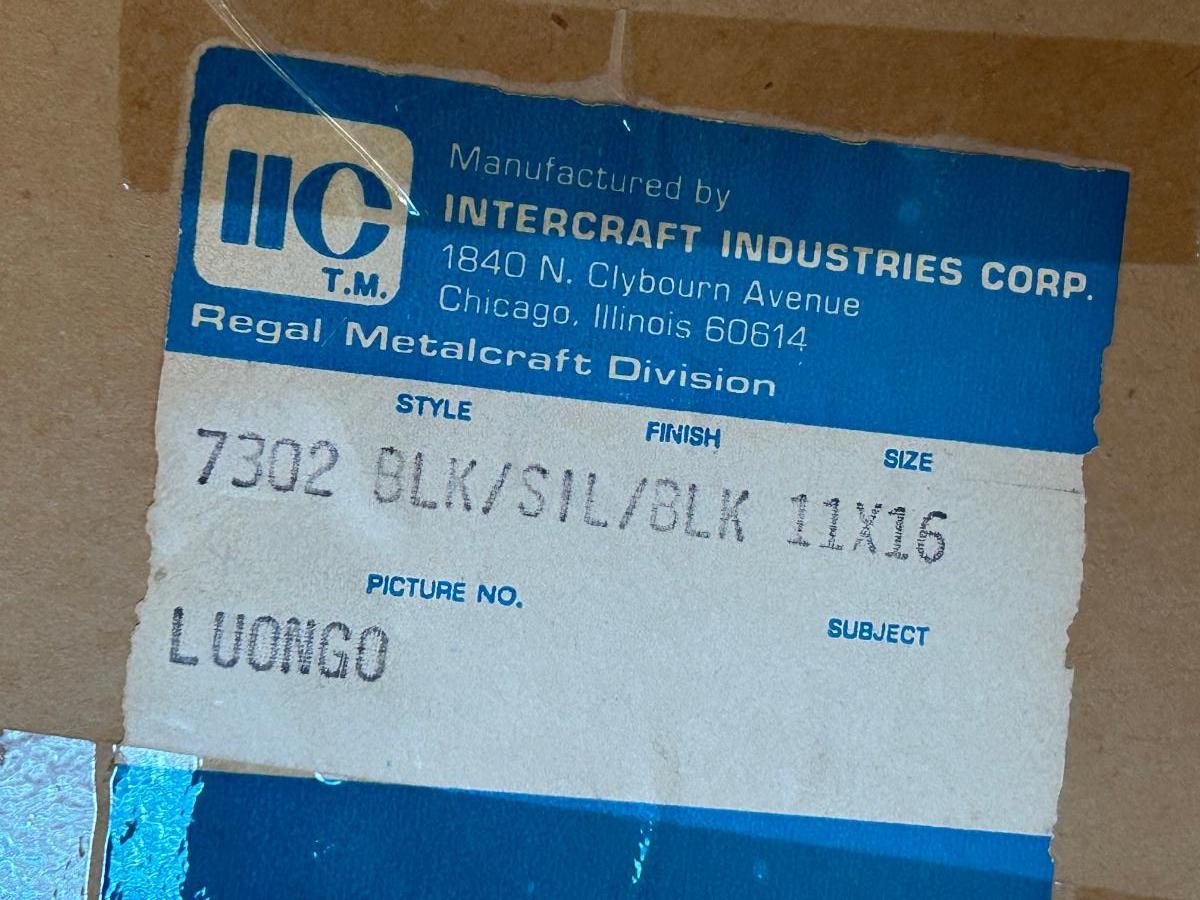 IIC
T.M.
Manufactured by
INTERCRAFT INDUSTRIES CORP.
1840 N. Clybourn Avenue
Chicago, Illinois 60614
Regal Metalcraft Division
STYLE FINISH SIZE
7302 BLK/SIL/BLK 11X16
PICTURE NO. SUBJECT
LUONGO